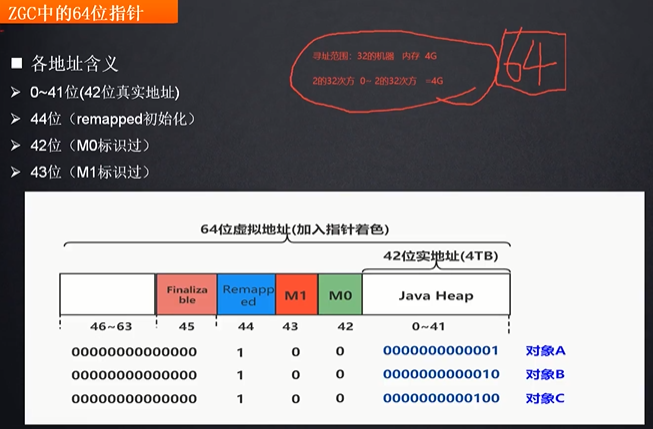 ZGC中的64位指针
寻址范围：32的机器 内存 4G
2的32次方 0- 2的32次方 =4G
64
■ 各地址含义
➢ 0~41位(42位真实地址)
➢ 44位（remapped初始化）
➢ 42位（M0标识过）
➢ 43位（M1标识过）
64位虚拟地址(加入指针着色)
42位实地址(4TB)
Finaliza
ble
Remapp
ed
M1
M0
Java Heap
46~63 45 44 43 42 0~41
00000000000000 1 0 0 0000000000001 对象A
00000000000000 1 0 0 0000000000010 对象B
00000000000000 1 0 0 0000000000100 对象C